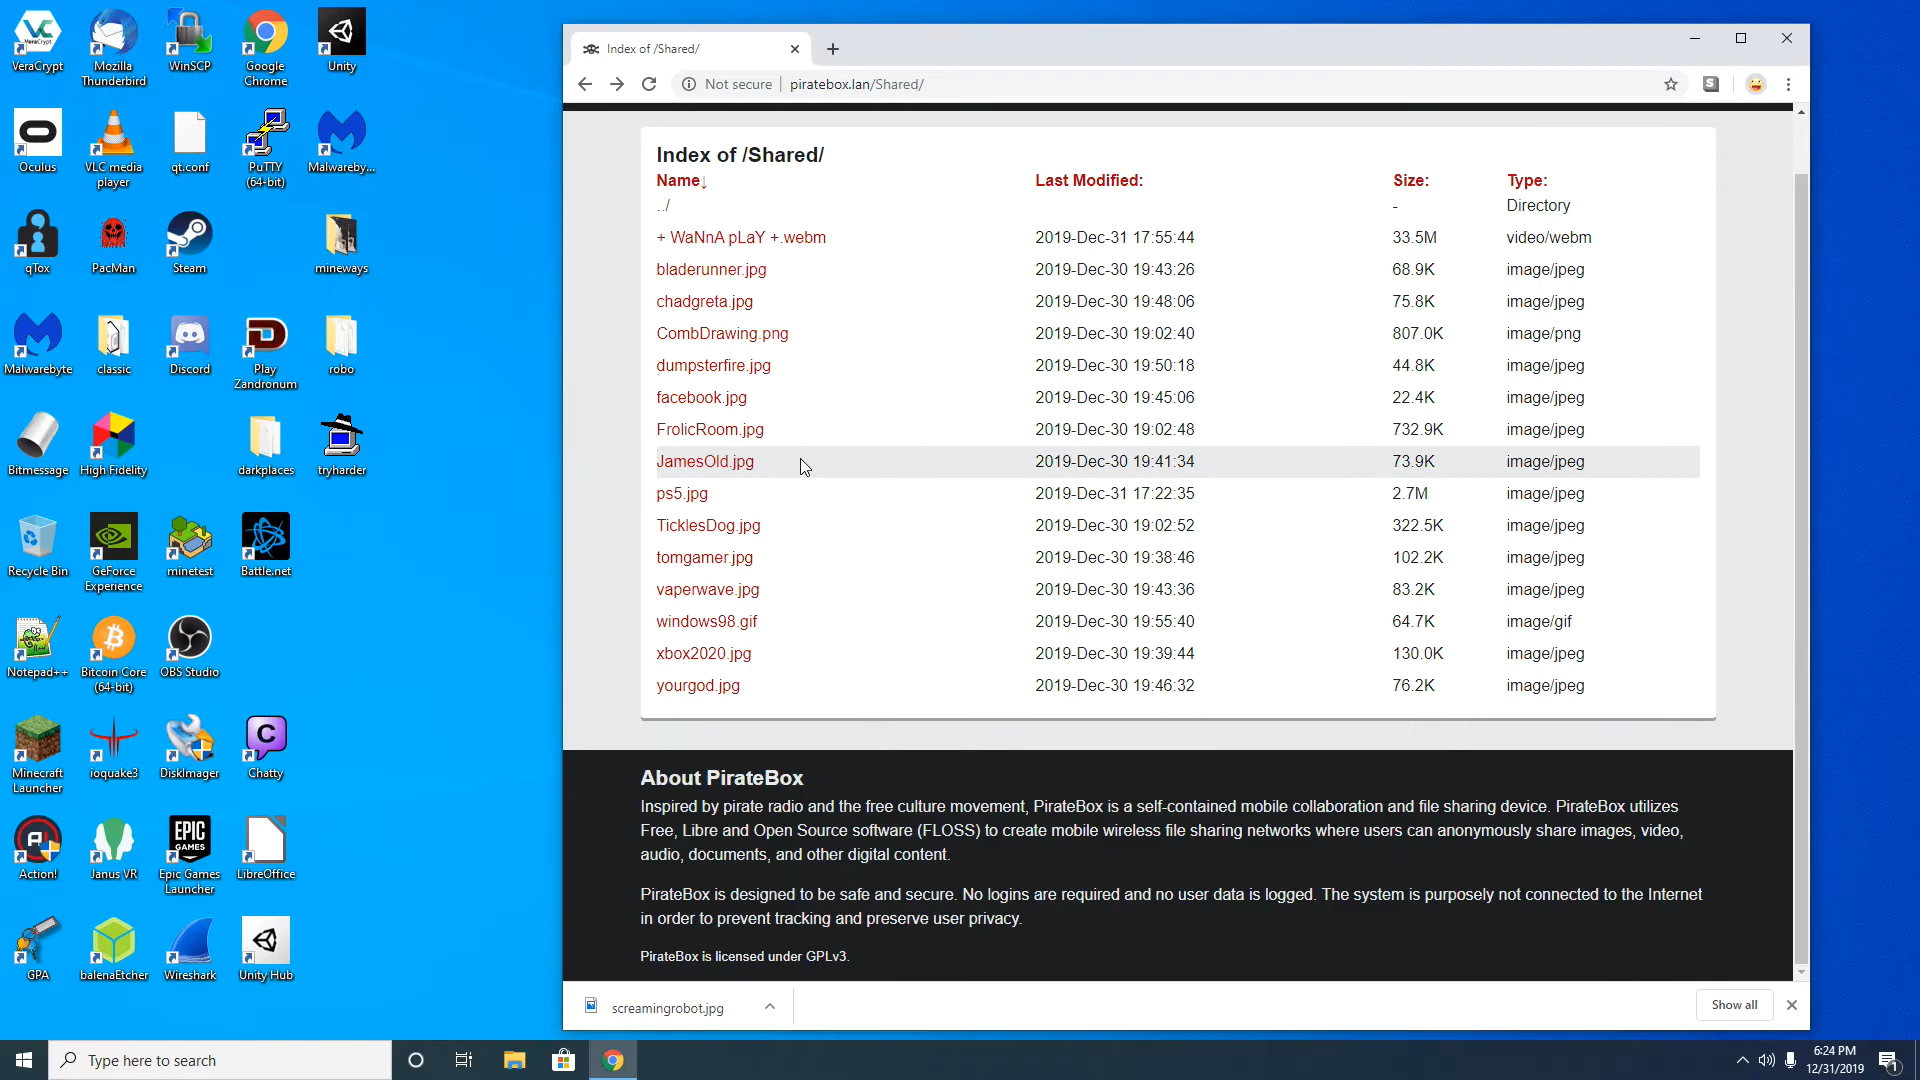 VeraCrypt
Mozilla Thunderbird
WinSCP
Google Chrome
Unity
Oculus
VLC media player
qt.conf
PuTTY (64-bit)
Malwareby...
qTox
PacMan
Steam
mineways
Malwarebyte
classic
Discord
Play Zandronum
robo
Bitmessage
High Fidelity
darkplaces
tryharder
Recycle Bin
GeForce Experience
minetest
Battle.net
Notepad++
Bitcoin Core (64-bit)
OBS Studio
Minecraft Launcher
ioquake3
DiskImager
Chatty
Action!
Janus VR
EPIC GAMES
Epic Games Launcher
LibreOffice
GPA
balenaEtcher
Wireshark
Unity Hub
Index of /Shared/
Not secure | piratebox.lan/Shared/
Index of /Shared/
Name↓ Last Modified: Size: Type:
../ - Directory
+ WaNnA pLaY +.webm 2019-Dec-31 17:55:44 33.5M video/webm
bladerunner.jpg 2019-Dec-30 19:43:26 68.9K image/jpeg
chadgreta.jpg 2019-Dec-30 19:48:06 75.8K image/jpeg
CombDrawing.png 2019-Dec-30 19:02:40 807.0K image/png
dumpsterfire.jpg 2019-Dec-30 19:50:18 44.8K image/jpeg
facebook.jpg 2019-Dec-30 19:45:06 22.4K image/jpeg
FrolicRoom.jpg 2019-Dec-30 19:02:48 732.9K image/jpeg
JamesOld.jpg 2019-Dec-30 19:41:34 73.9K image/jpeg
ps5.jpg 2019-Dec-31 17:22:35 2.7M image/jpeg
TicklesDog.jpg 2019-Dec-30 19:02:52 322.5K image/jpeg
tomgamer.jpg 2019-Dec-30 19:38:46 102.2K image/jpeg
vaperwave.jpg 2019-Dec-30 19:43:36 83.2K image/jpeg
windows98.gif 2019-Dec-30 19:55:40 64.7K image/gif
xbox2020.jpg 2019-Dec-30 19:39:44 130.0K image/jpeg
yourgod.jpg 2019-Dec-30 19:46:32 76.2K image/jpeg
About PirateBox
Inspired by pirate radio and the free culture movement, PirateBox is a self-contained mobile collaboration and file sharing device. PirateBox utilizes
Free, Libre and Open Source software (FLOSS) to create mobile wireless file sharing networks where users can anonymously share images, video,
audio, documents, and other digital content.
PirateBox is designed to be safe and secure. No logins are required and no user data is logged. The system is purposely not connected to the Internet
in order to prevent tracking and preserve user privacy.
PirateBox is licensed under GPLv3.
screamingrobot.jpg
Show all
Type here to search
6:24 PM
12/31/2019
1